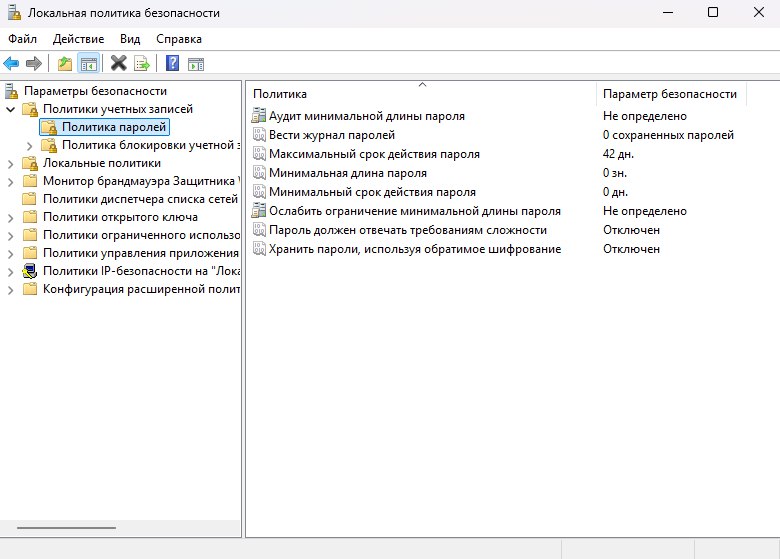 Локальная политика безопасности
Файл Действие Вид Справка
Параметры безопасности
Политики учетных записей
Политика паролей
Политика блокировки учетной з
Локальные политики
Монитор брандмауэра Защитника
Политики диспетчера списка сетей
Политики открытого ключа
Политики ограниченного использо
Политики управления приложения
Политики IP-безопасности на "Лока
Конфигурация расширенной полит
Политика Параметр безопасности
Аудит минимальной длины пароля Не определено
Вести журнал паролей 0 сохраненных паролей
Максимальный срок действия пароля 42 дн.
Минимальная длина пароля 0 зн.
Минимальный срок действия пароля 0 дн.
Ослабить ограничение минимальной длины пароля Не определено
Пароль должен отвечать требованиям сложности Отключен
Хранить пароли, используя обратимое шифрование Отключен